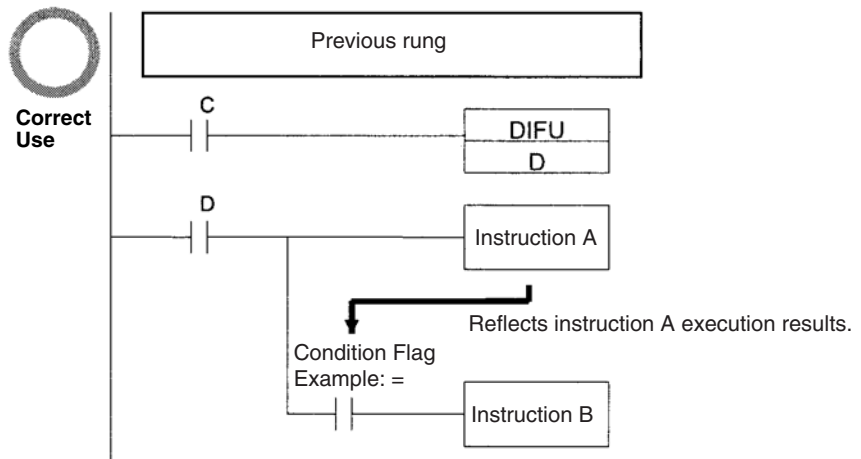 Previous rung
Correct
Use
C
DIFU
D
D
Instruction A
Reflects instruction A execution results.
Condition Flag
Example: =
Instruction B